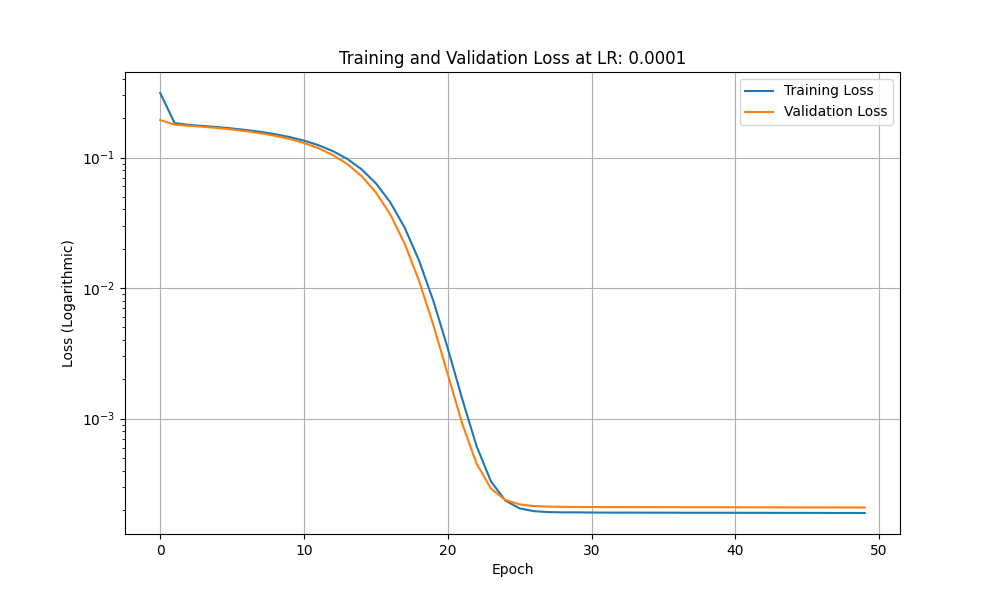 Training and Validation Loss at LR: 0.0001
Training Loss
Validation Loss
Loss (Logarithmic)
10⁻¹
10⁻²
10⁻³
0 10 20 30 40 50
Epoch